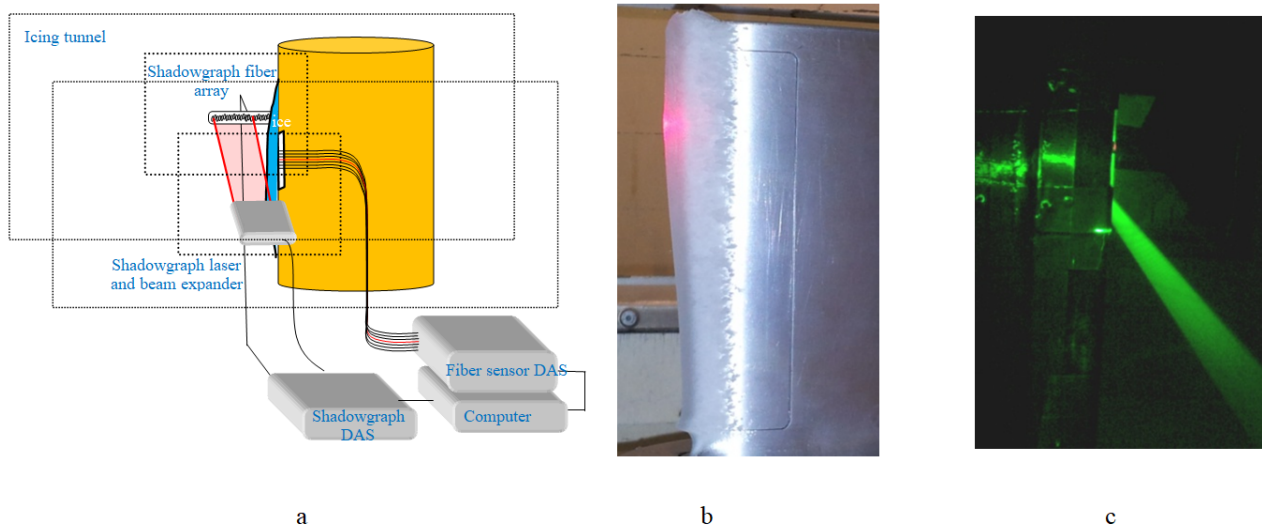 Icing tunnel
Shadowgraph fiber
array
ice
Shadowgraph laser
and beam expander
Fiber sensor DAS
Shadowgraph
DAS
Computer
a
b
c